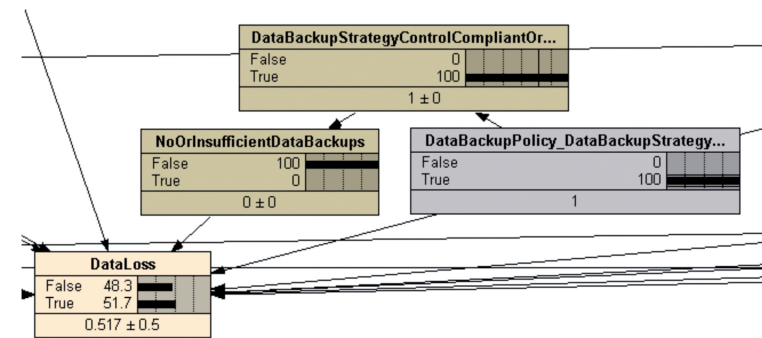 DataBackupStrategyControlCompliantOr...
False 0
True 100
1 ± 0
NoOrInsufficientDataBackups
False 100
True 0
0 ± 0
DataBackupPolicy_DataBackupStrategy...
False 0
True 100
1
DataLoss
False 48.3
True 51.7
0.517 ± 0.5